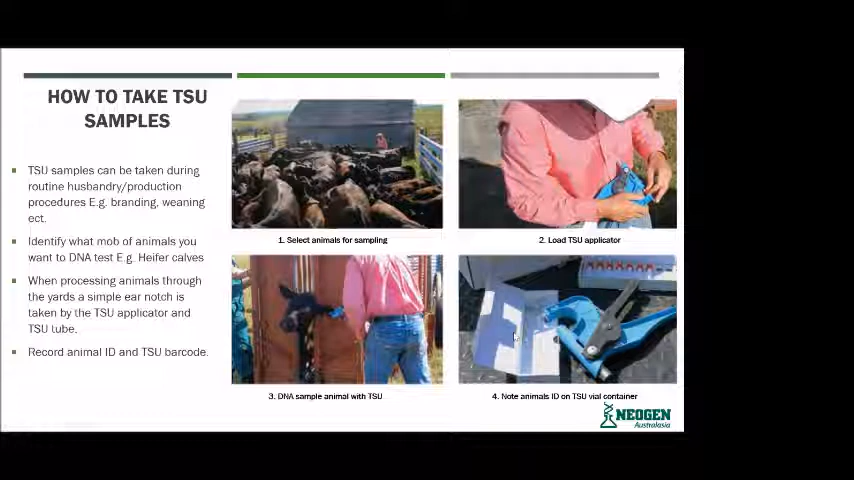 HOW TO TAKE TSU
SAMPLES
TSU samples can be taken during
routine husbandry/production
procedures E.g. branding, weaning
ect.
Identify what mob of animals you
want to DNA test E.g. Heifer calves
When processing animals through
the yards a simple ear notch is
taken by the TSU applicator and
TSU tube.
Record animal ID and TSU barcode.
1. Select animals for sampling
2. Load TSU applicator
3. DNA sample animal with TSU
4. Note animals ID on TSU vial container
NEOGEN
Australasia